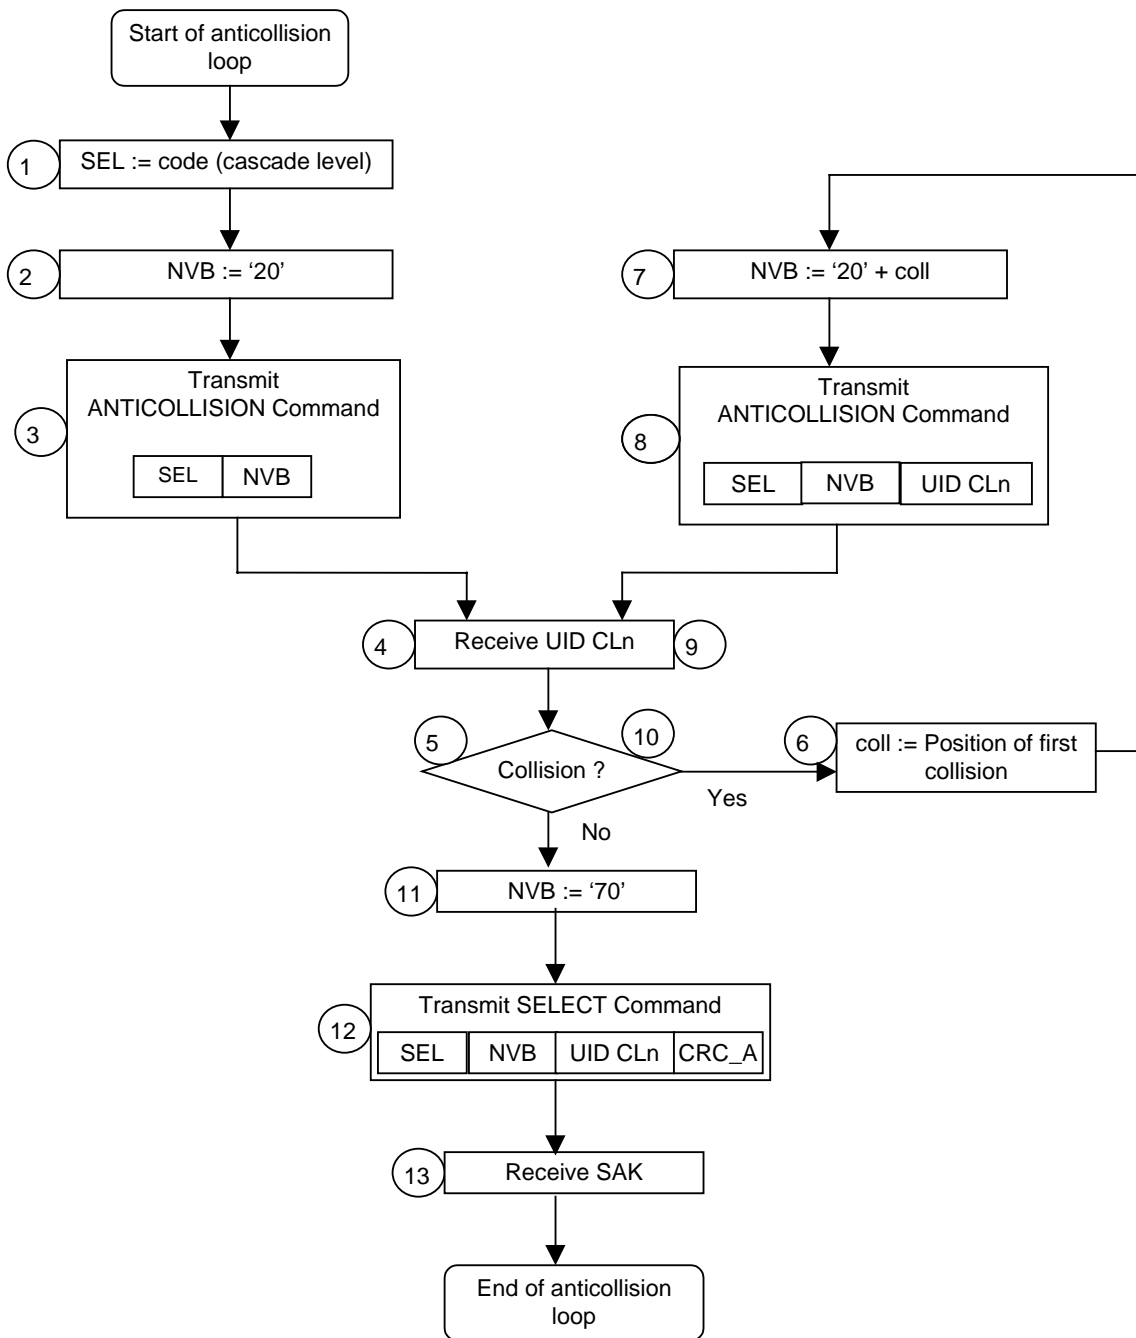 Start of anticollision
loop
1
SEL := code (cascade level)
2
NVB := ‘20’
3
Transmit
ANTICOLLISION Command
SEL
NVB
7
NVB := ‘20’ + coll
8
Transmit
ANTICOLLISION Command
SEL
NVB
UID CLn
4
Receive UID CLn
9
5
Collision ?
10
Yes
No
6
coll := Position of first
collision
11
NVB := ‘70’
12
Transmit SELECT Command
SEL
NVB
UID CLn
CRC_A
13
Receive SAK
End of anticollision
loop